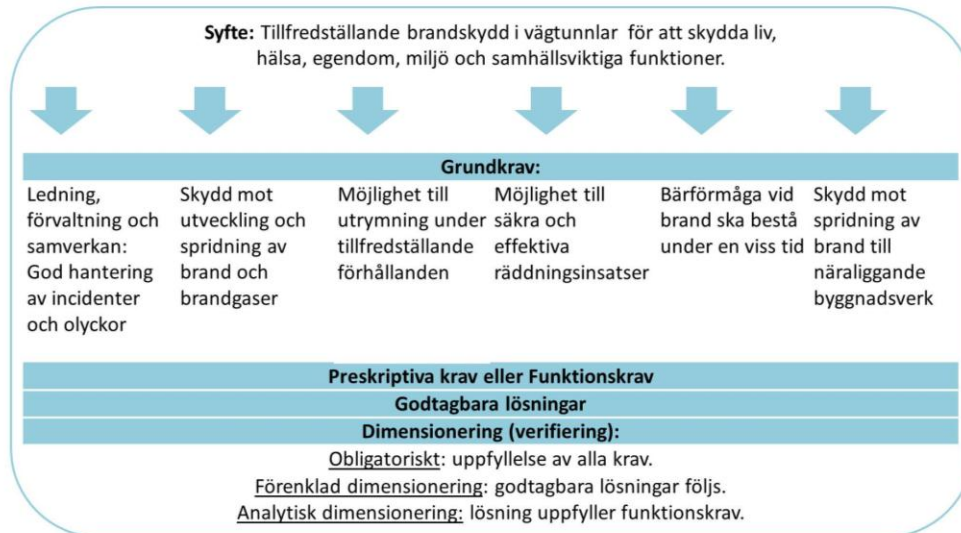 Syfte: Tillfredställande brandskydd i vägtunnlar för att skydda liv,
hälsa, egendom, miljö och samhällsviktiga funktioner.
Grundkrav:
Ledning,
förvaltning och
samverkan:
God hantering
av incidenter
och olyckor
Skydd mot
utveckling och
spridning av
brand och
brandgaser
Möjlighet till
utrymning under
tillfredställande
förhållanden
Möjlighet till
säkra och
effektiva
räddningsinsatser
Bärförmåga vid
brand ska bestå
under en viss tid
Skydd mot
spridning av
brand till
näraliggande
byggnadsverk
Preskriptiva krav eller Funktionskrav
Godtagbara lösningar
Dimensionering (verifiering):
Obligatoriskt: uppfyllelse av alla krav.
Förenklad dimensionering: godtagbara lösningar följs.
Analytisk dimensionering: lösning uppfyller funktionskrav.